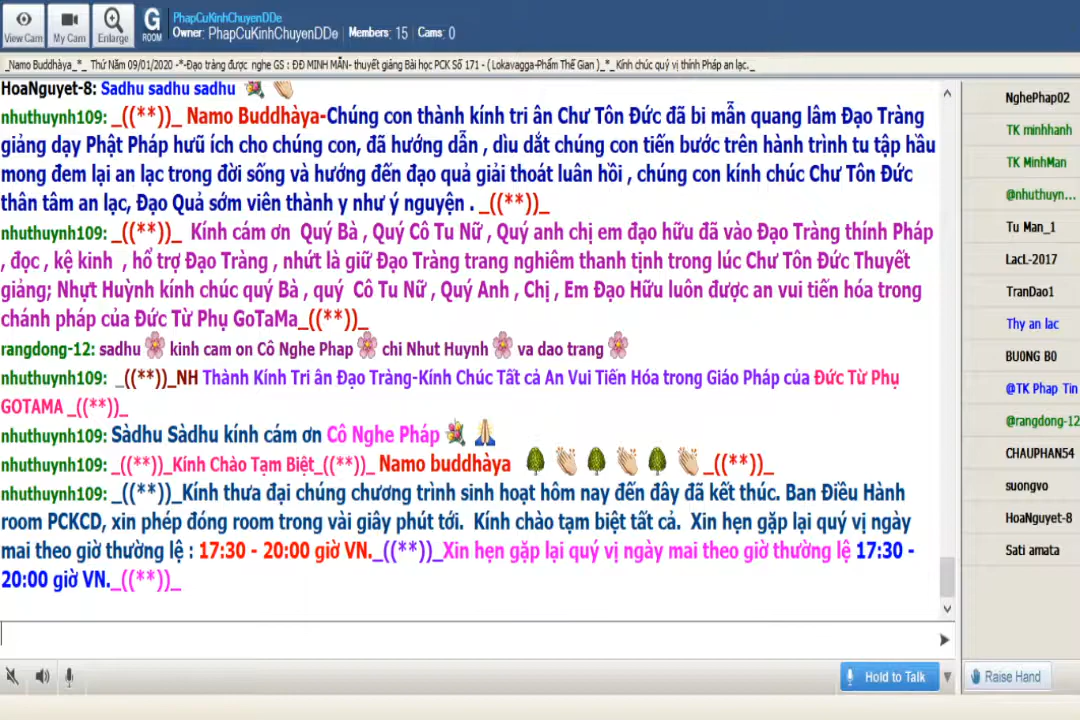 View Cam
My Cam
Enlarge
G
ROOM
PhapCuKinhChuyenDDe
Owner: PhapCuKinhChuyenDDe
Members: 15
Cams: 0
_Namo Buddhàya_*_ Thứ Năm 09/01/2020 -*-Đạo tràng được nghe GS : ĐĐ MINH MẪN- thuyết giảng Bài học PCK Số 171 - ( Lokavagga-Phẩm Thế Gian )_*_ Kính chúc quý vị thính Pháp an lạc._
HoaNguyet-8: Sadhu sadhu sadhu
nhuthuynh109: _((**))_ Namo Buddhàya-Chúng con thành kính tri ân Chư Tôn Đức đã bi mẫn quang lâm Đạo Tràng
giảng dạy Phật Pháp hưũ ích cho chúng con, đã hướng dẫn , dìu dắt chúng con tiến bước trên hành trình tu tập hầu
mong đem lại an lạc trong đời sống và hướng đến đạo quả giải thoát luân hồi , chúng con kính chúc Chư Tôn Đức
thân tâm an lạc, Đạo Quả sớm viên thành y như ý nguyện . _((**))_
nhuthuynh109: _((**))_ Kính cám ơn Quý Bà , Quý Cô Tu Nữ , Quý anh chị em đạo hữu đã vào Đạo Tràng thính Pháp
, đọc , kệ kinh , hổ trợ Đạo Tràng , nhứt là giữ Đạo Tràng trang nghiêm thanh tịnh trong lúc Chư Tôn Đức Thuyết
giảng; Nhựt Huỳnh kính chúc quý Bà , quý Cô Tu Nữ , Quý Anh , Chị , Em Đạo Hữu luôn được an vui tiến hóa trong
chánh pháp của Đức Từ Phụ GoTaMa_((**))_
rangdong-12: sadhu kinh cam on Cô Nghe Phap chi Nhut Huynh va dao trang
nhuthuynh109: _((**))_NH Thành Kính Tri ân Đạo Tràng-Kính Chúc Tất cả An Vui Tiến Hóa trong Giáo Pháp của Đức Từ Phụ
GOTAMA _((**))_
nhuthuynh109: Sàdhu Sàdhu kính cám ơn Cô Nghe Pháp
nhuthuynh109: _((**))_Kính Chào Tạm Biệt_((**))_ Namo buddhàya _((**))_
nhuthuynh109: _((**))_Kính thưa đại chúng chương trình sinh hoạt hôm nay đến đây đã kết thúc. Ban Điều Hành
room PCKCD, xin phép đóng room trong vài giây phút tới. Kính chào tạm biệt tất cả. Xin hẹn gặp lại quý vị ngày
mai theo giờ thường lệ : 17:30 - 20:00 giờ VN._((**))_Xin hẹn gặp lại quý vị ngày mai theo giờ thường lệ 17:30 -
20:00 giờ VN._((**))_
NghePhap02
TK minhhanh
TK MinhMan
@nhuthuyn...
Tu Man_1
LacL-2017
TranDao1
Thy an lac
BUONG BO
@TK Phap Tin
@rangdong-12
CHAUPHAN54
suongvo
HoaNguyet-8
Sati amata
Hold to Talk
Raise Hand